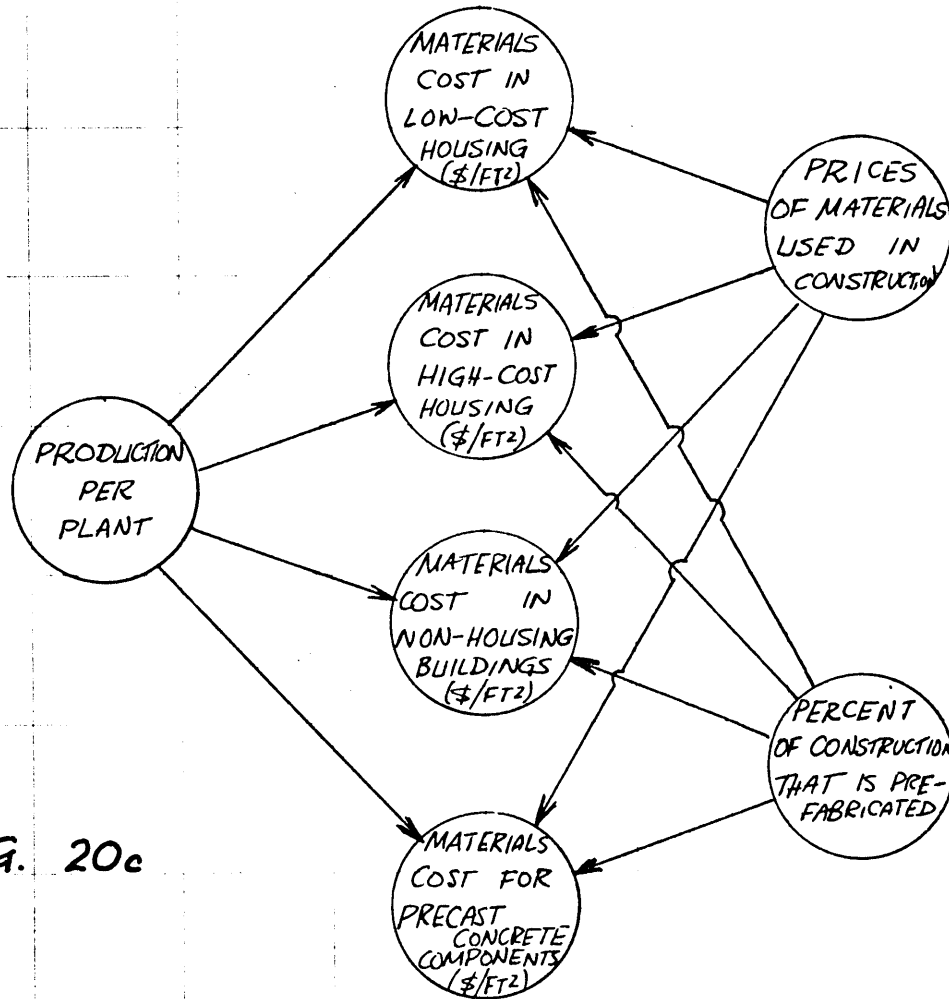 MATERIALS
COST IN
LOW-COST
HOUSING
($/FT²)
PRICES
OF MATERIALS
USED IN
CONSTRUCTION
MATERIALS
COST IN
HIGH-COST
HOUSING
($/FT²)
PRODUCTION
PER
PLANT
MATERIALS
COST IN
NON-HOUSING
BUILDINGS
($/FT²)
PERCENT
OF CONSTRUCTION
THAT IS PRE-
FABRICATED
MATERIALS
COST FOR
PRECAST
CONCRETE
COMPONENTS
($/FT²)
G. 20c